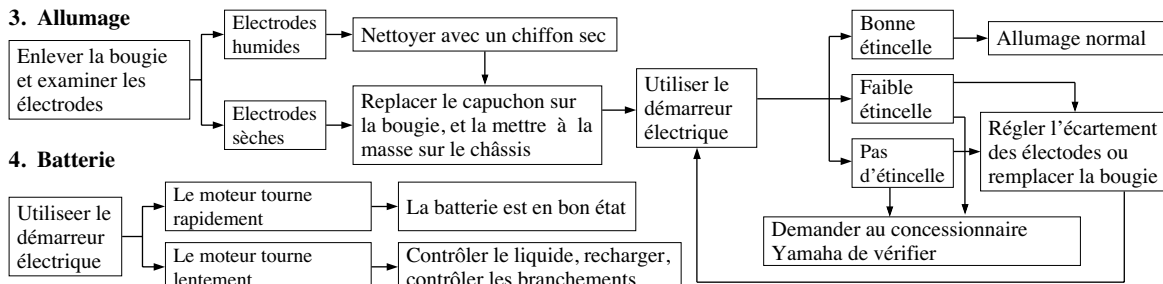 3. Allumage
Enlever la bougie
et examiner les
électrodes
Electrodes
humides
Nettoyer avec un chiffon sec
Electrodes
sèches
Replacer le capuchon sur
la bougie, et la mettre à la
masse sur le châssis
Utiliser le
démarreur
électrique
Bonne
étincelle
Allumage normal
Faible
étincelle
Pas
d'étincelle
Régler l'écartement
des électodes ou
remplacer la bougie
Demander au concessionnaire
Yamaha de vérifier
4. Batterie
Utiliseer le
démarreur
électrique
Le moteur tourne
rapidement
La batterie est en bon état
Le moteur tourne
lentement
Contrôler le liquide, recharger,
contrôler les branchements